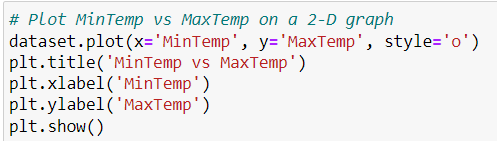 # Plot MinTemp vs MaxTemp on a 2-D graph
dataset.plot(x='MinTemp', y='MaxTemp', style='o')
plt.title('MinTemp vs MaxTemp')
plt.xlabel('MinTemp')
plt.ylabel('MaxTemp')
plt.show()